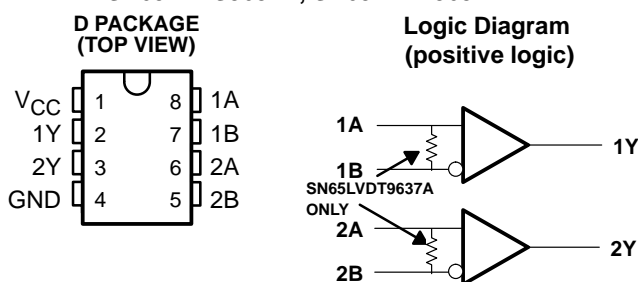 D PACKAGE
(TOP VIEW)
VCC 1 8 1A
1Y 2 7 1B
2Y 3 6 2A
GND 4 5 2B
Logic Diagram
(positive logic)
1A
1Y
1B
SN65LVDT9637A
ONLY
2A
2Y
2B